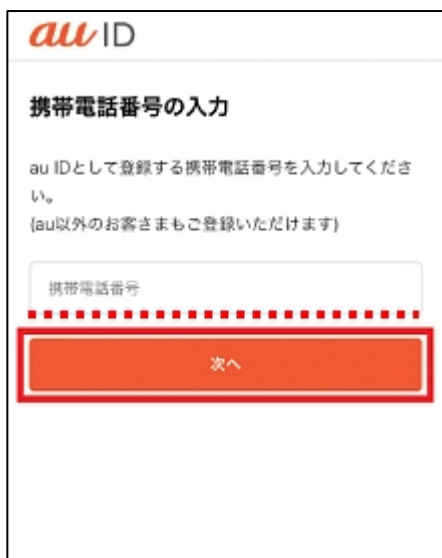 au ID
携帯電話番号の入力
au IDとして登録する携帯電話番号を入力してくださ
い。
(au以外のお客さまもご登録いただけます)
携帯電話番号
次へ